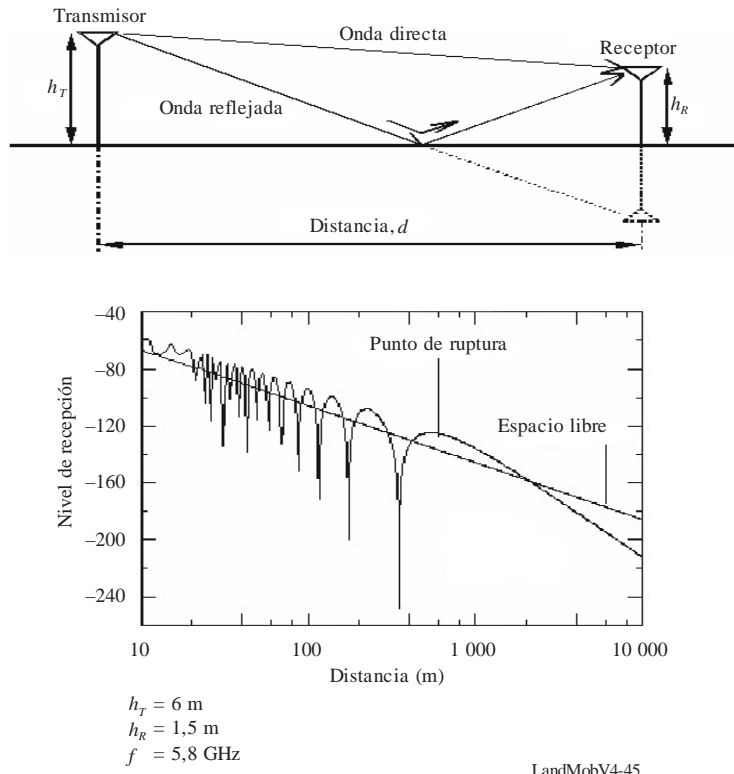 Transmisor
Onda directa
Receptor
h_T
Onda reflejada
h_R
Distancia, d
–40
–80
–120
–160
–200
–240
Nivel de recepción
Punto de ruptura
Espacio libre
10
100
1 000
10 000
Distancia (m)
h_T = 6 m
h_R = 1,5 m
f = 5,8 GHz
LandMobV4-45